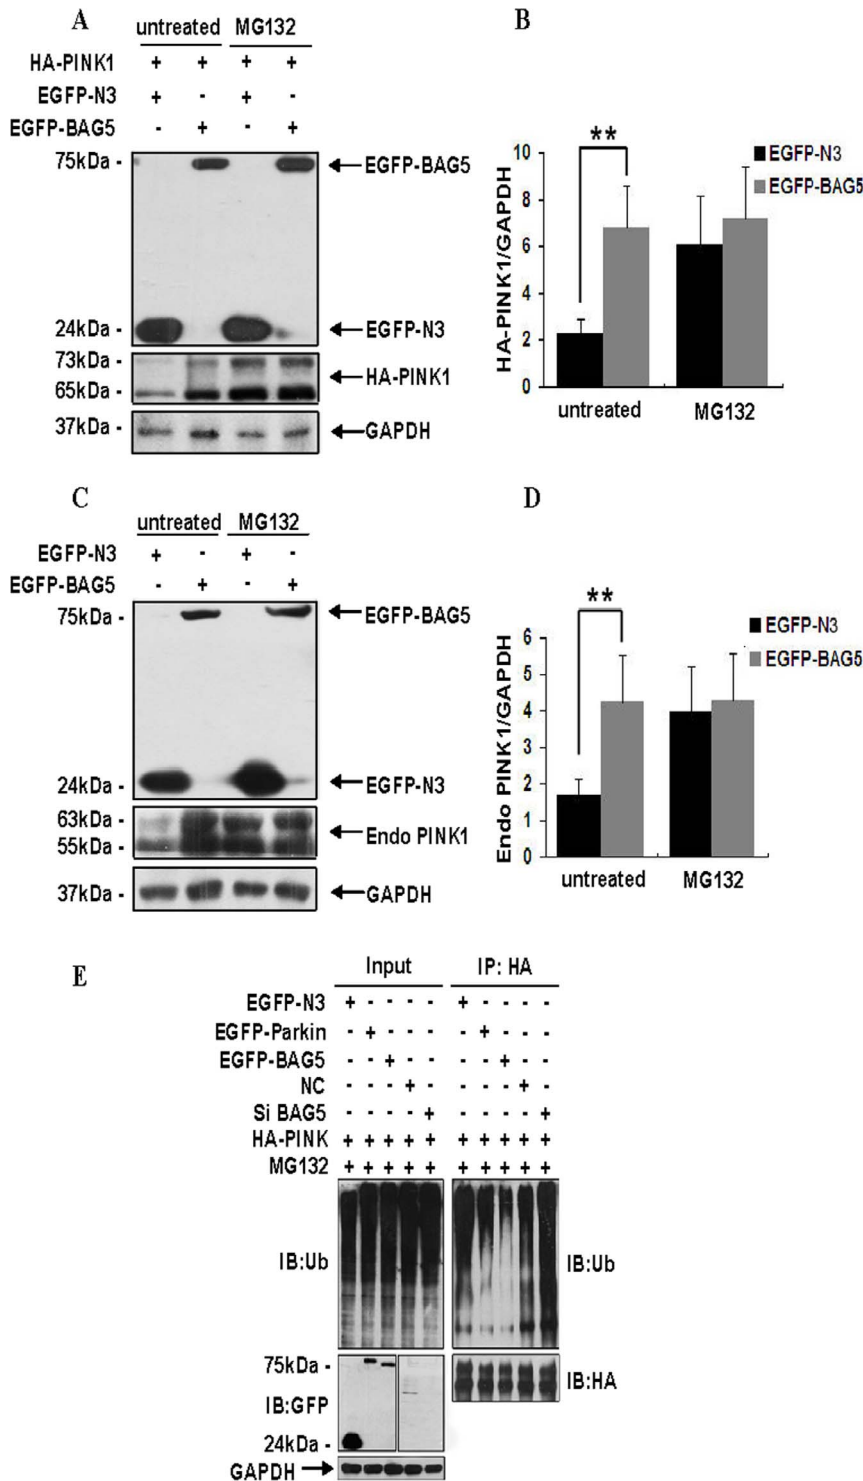 A
untreated MG132
HA-PINK1 + + + +
EGFP-N3 + - + -
EGFP-BAG5 - + - +
75kDa - EGFP-BAG5
24kDa - EGFP-N3
73kDa -
HA-PINK1
65kDa -
37kDa - GAPDH
B
**
EGFP-N3
EGFP-BAG5
HA-PINK1/GAPDH
10
8
6
4
2
0
untreated MG132
C
untreated MG132
EGFP-N3 + - + -
EGFP-BAG5 - + - +
75kDa - EGFP-BAG5
24kDa - EGFP-N3
63kDa -
Endo PINK1
55kDa -
37kDa - GAPDH
D
**
EGFP-N3
EGFP-BAG5
Endo PINK1/GAPDH
6
5
4
3
2
1
0
untreated MG132
E
Input IP: HA
EGFP-N3 + - - - - + - - - -
EGFP-Parkin - + - - - - + - - -
EGFP-BAG5 - - + - - - - + - -
NC - - - + - - - - + -
Si BAG5 - - - - + - - - - +
HA-PINK + + + + + + + + + +
MG132 + + + + + + + + + +
IB:Ub IB:Ub
75kDa -
IB:GFP IB:HA
24kDa -
GAPDH